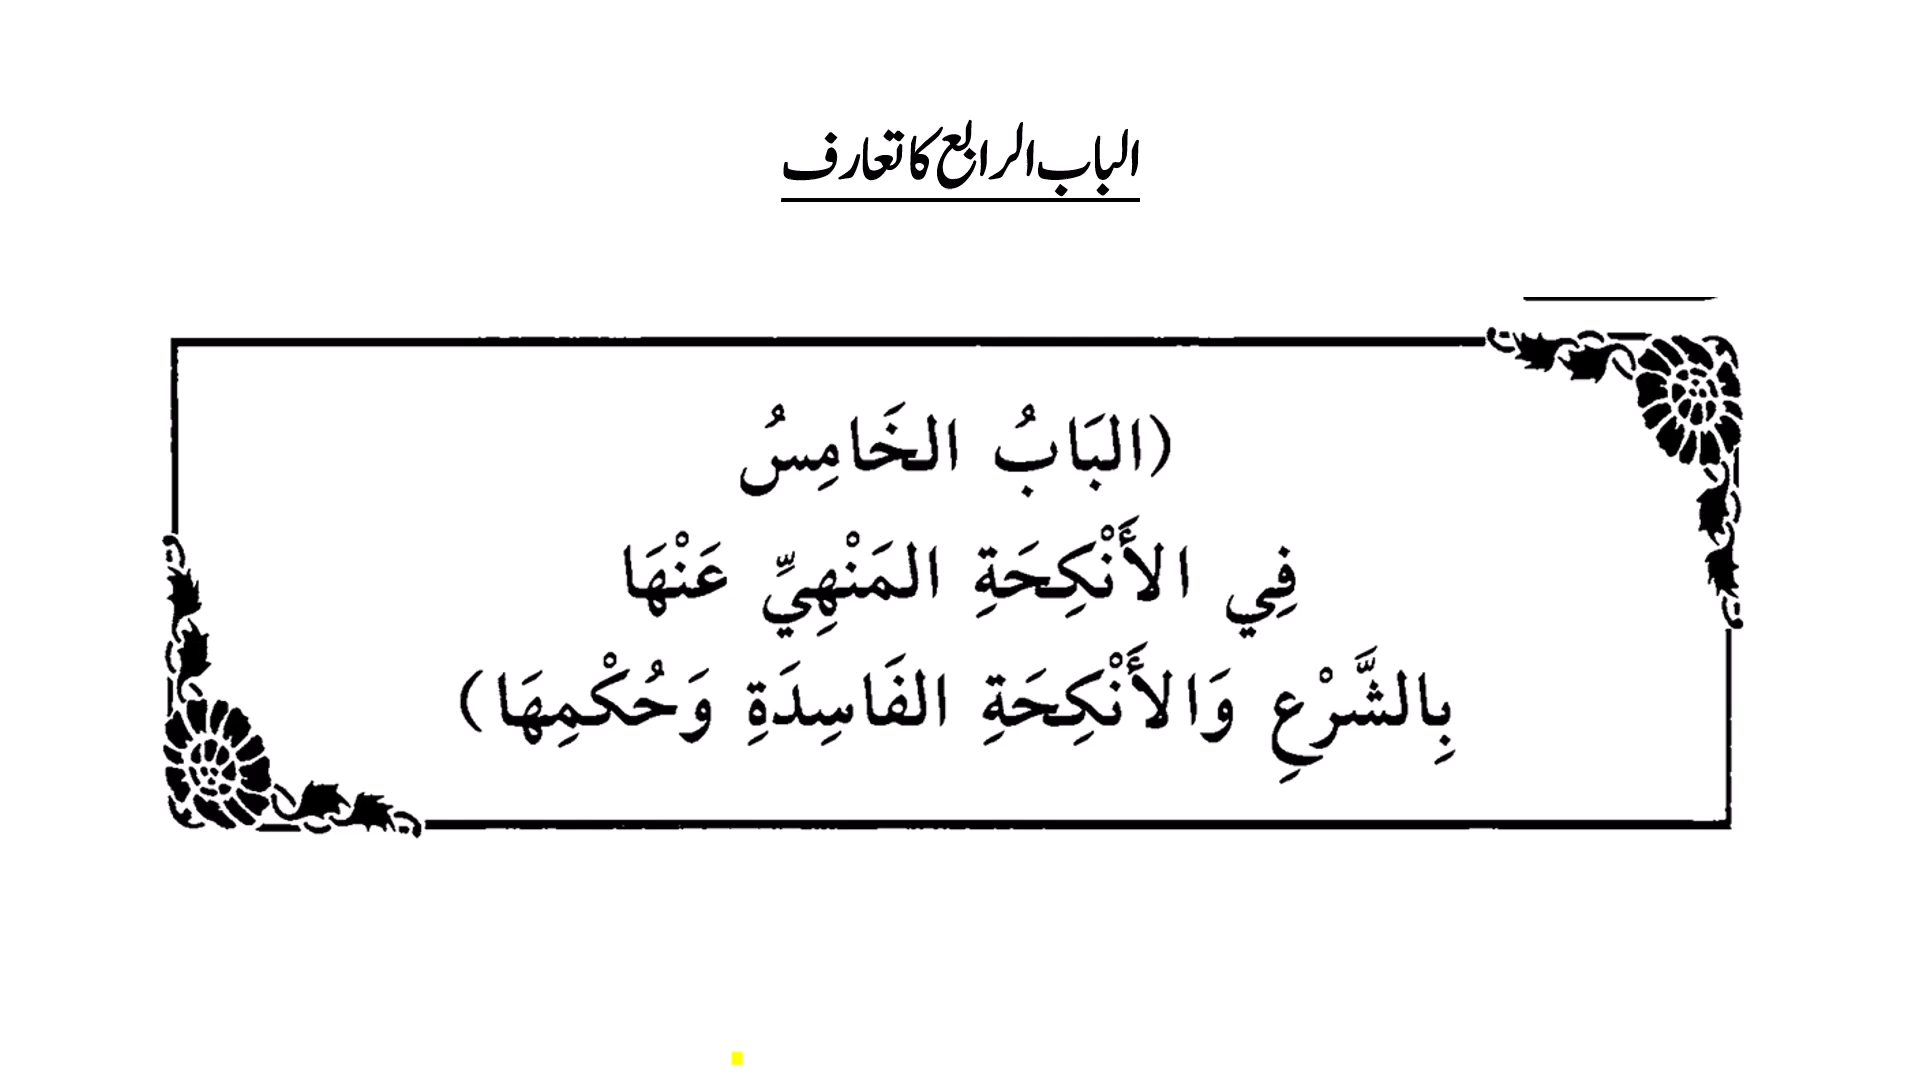 الباب الرابع کا تعارف
(البَابُ الخَامِسُ
فِي الأَنْكِحَةِ المَنْهِيِّ عَنْهَا
بِالشَّرْعِ وَالأَنْكِحَةِ الفَاسِدَةِ وَحُكْمِهَا)